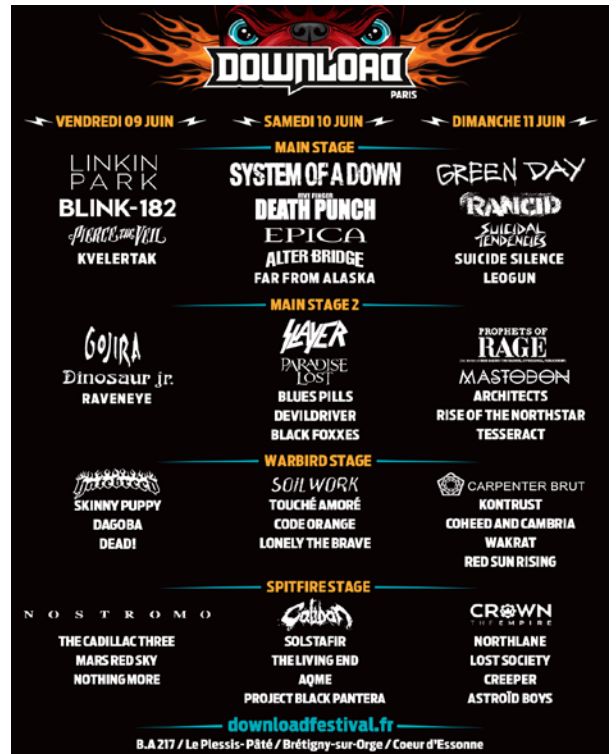 DOWNLOAD
PARIS
VENDREDI 09 JUIN
SAMEDI 10 JUIN
DIMANCHE 11 JUIN
MAIN STAGE
LINKIN PARK
BLINK-182
PIERCE THE VEIL
KVELERTAK
SYSTEM OF A DOWN
FIVE FINGER
DEATH PUNCH
EPICA
ALTER BRIDGE
FAR FROM ALASKA
GREEN DAY
RANCID
SUICIDAL
TENDENCIES
SUICIDE SILENCE
LEOGUN
MAIN STAGE 2
GOJIRA
Dinosaur jr.
RAVENEYE
SLAYER
PARADISE
LOST
BLUES PILLS
DEVILDRIVER
BLACK FOXXES
PROPHETS OF
RAGE
MASTODON
ARCHITECTS
RISE OF THE NORTHSTAR
TESSERACT
WARBIRD STAGE
HATEBREED
SKINNY PUPPY
DAGOBA
DEAD!
SOILWORK
TOUCHÉ AMORÉ
CODE ORANGE
LONELY THE BRAVE
CARPENTER BRUT
KONTRUST
COHEED AND CAMBRIA
WAKRAT
RED SUN RISING
SPITFIRE STAGE
NOSTROMO
THE CADILLAC THREE
MARS RED SKY
NOTHING MORE
Caliban
SOLSTAFIR
THE LIVING END
AQME
PROJECT BLACK PANTERA
CROWN
THE EMPIRE
NORTHLANE
LOST SOCIETY
CREEPER
ASTROÏD BOYS
downloadfestival.fr
B.A 217 / Le Plessis-Pâté / Brétigny-sur-Orge / Coeur d'Essonne